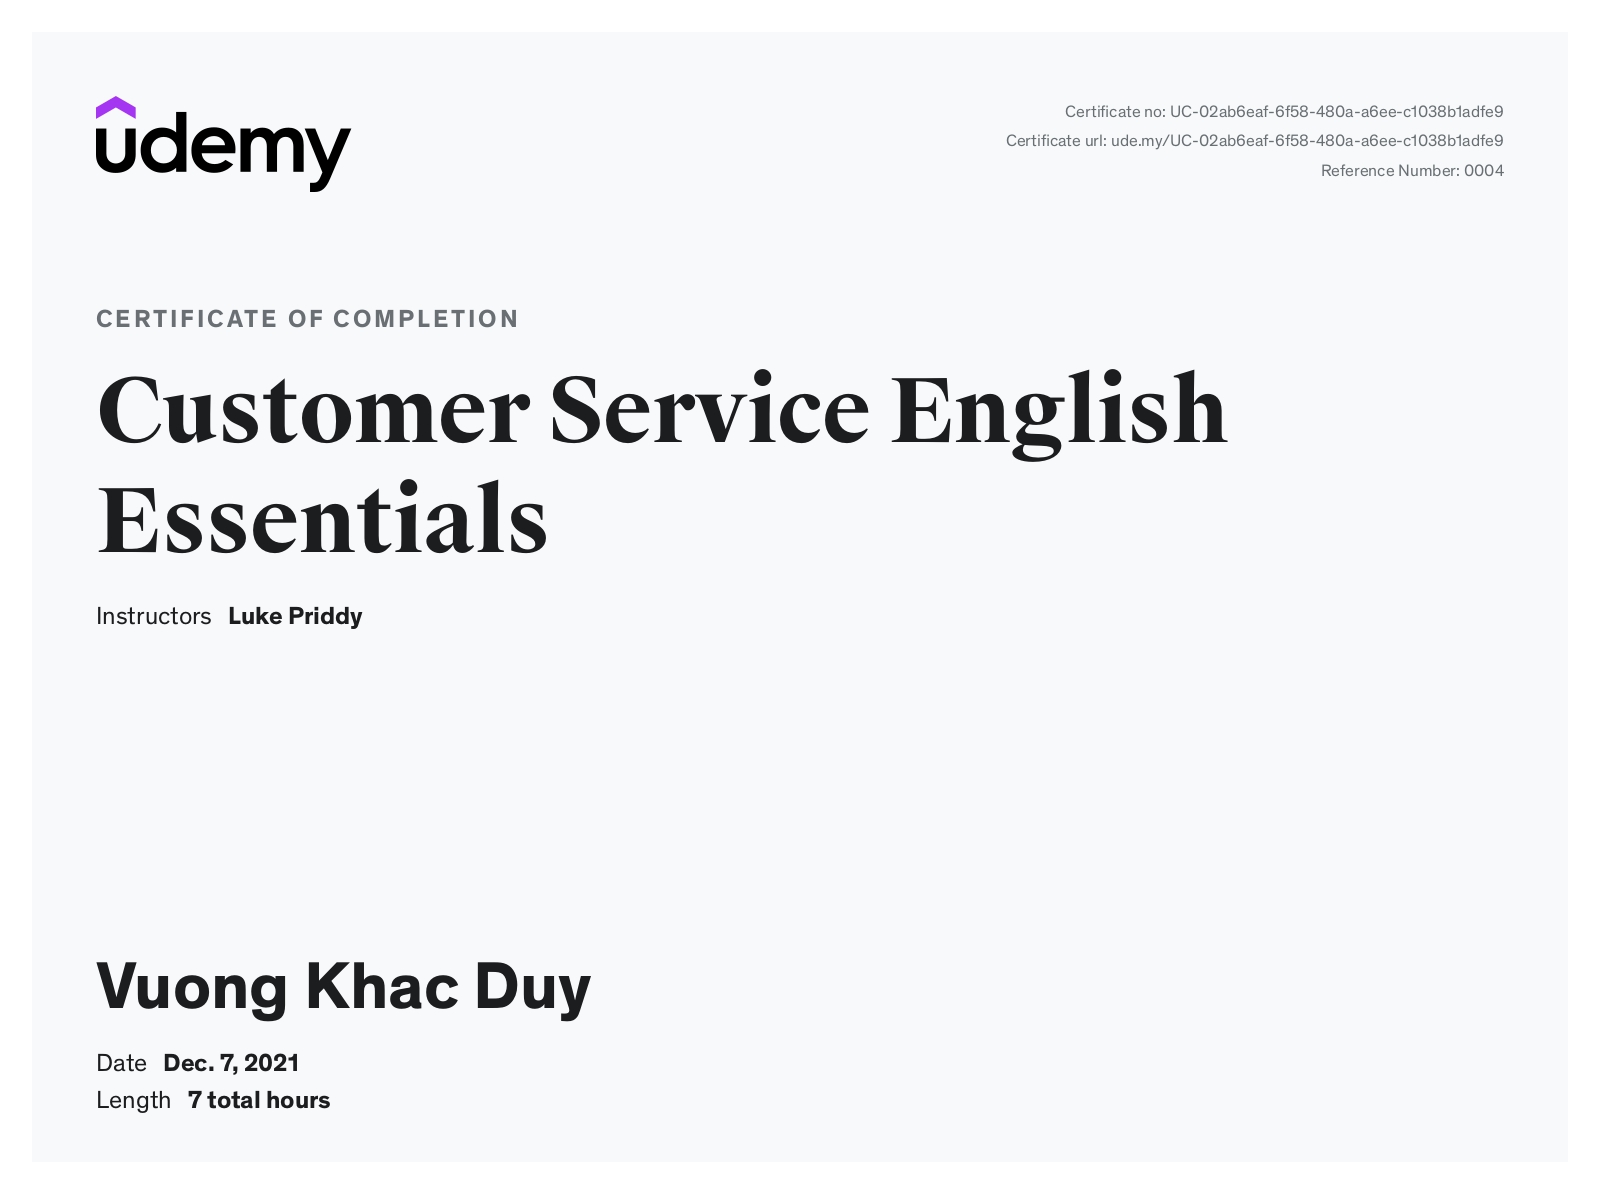 udemy
Certificate no: UC-02ab6eaf-6f58-480a-a6ee-c1038b1adfe9
Certificate url: ude.my/UC-02ab6eaf-6f58-480a-a6ee-c1038b1adfe9
Reference Number: 0004
CERTIFICATE OF COMPLETION
Customer Service English
Essentials
Instructors Luke Priddy
Vuong Khac Duy
Date Dec. 7, 2021
Length 7 total hours